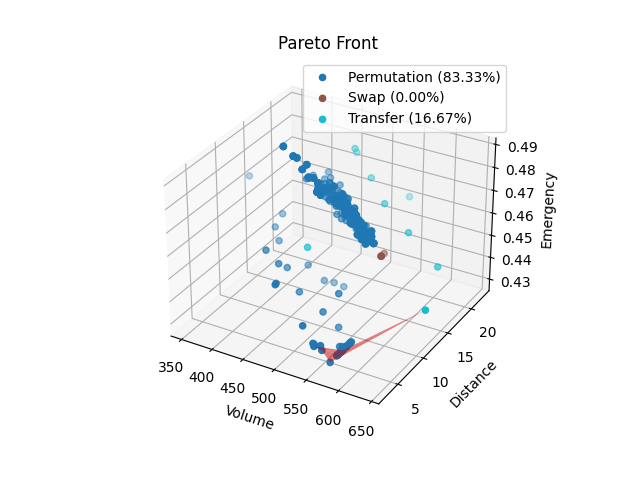 Pareto Front
Permutation (83.33%)
Swap (0.00%)
Transfer (16.67%)
0.49
0.48
0.47
0.46
0.45
0.44
0.43
Emergency
20
15
10
5
Distance
350
400
450
500
550
600
650
Volume